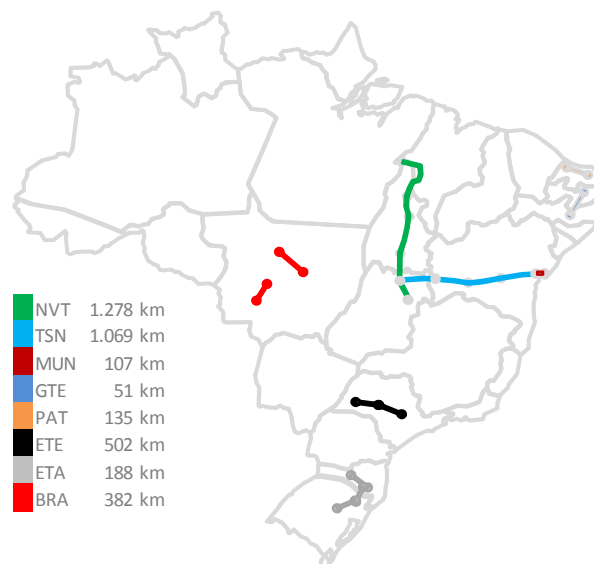 NVT 1.278 km
TSN 1.069 km
MUN 107 km
GTE 51 km
PAT 135 km
ETE 502 km
ETA 188 km
BRA 382 km